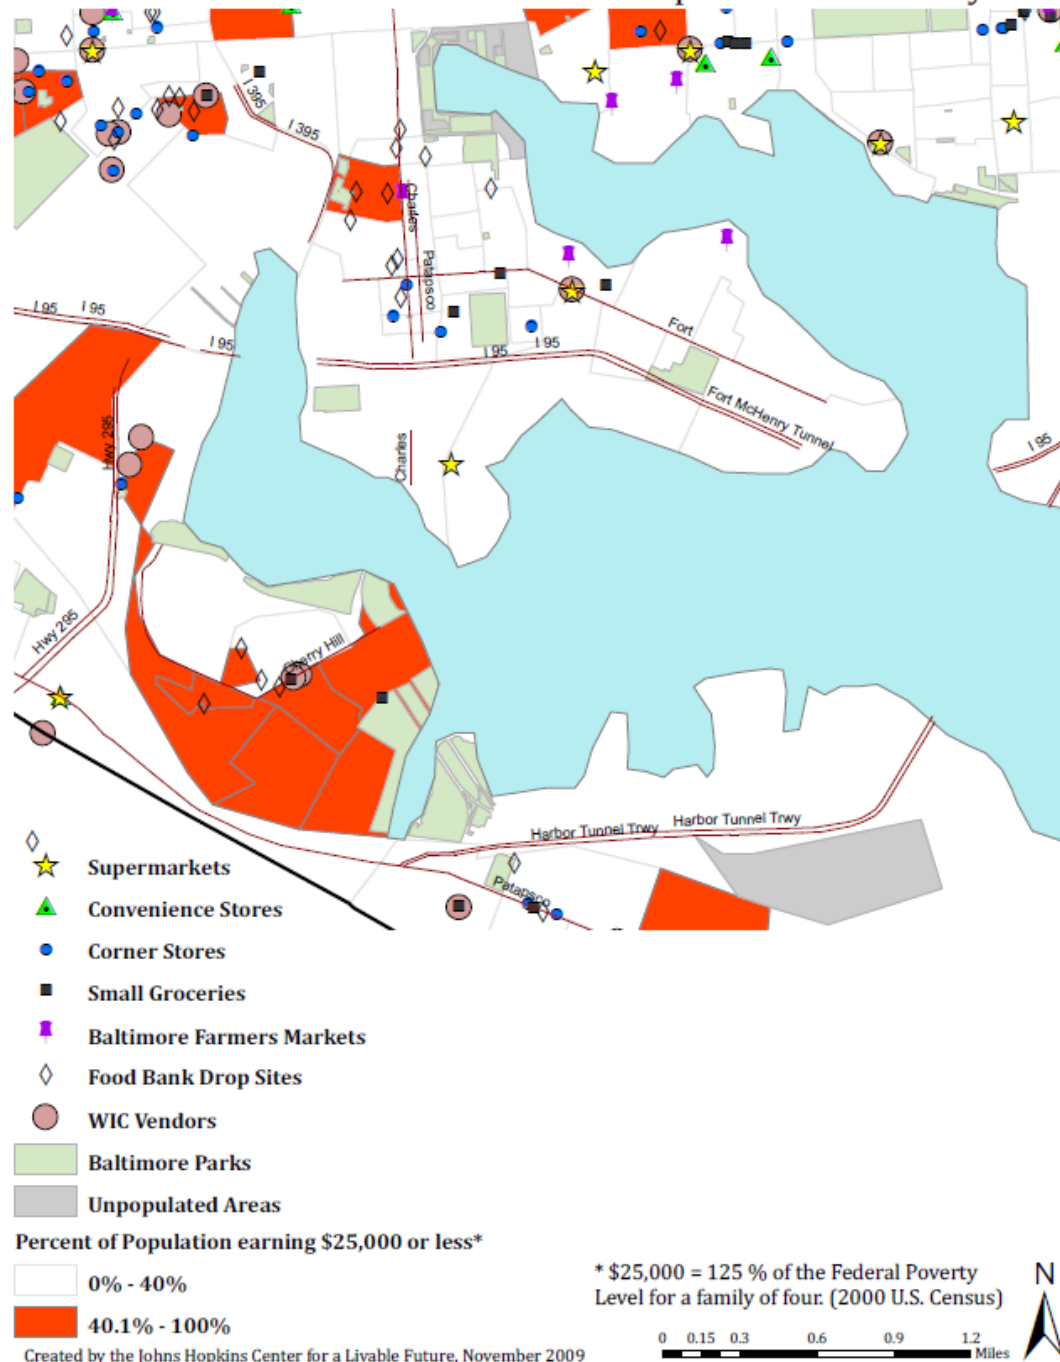 I 395
I 395
Charles
Patapsco
I 95
I 95
I 95
I 95
I 95
Fort
Fort McHenry Tunnel
Hwy 295
Charles
I 95
Hwy 295
Cherry Hill
Harbor Tunnel Trwy
Harbor Tunnel Trwy
Patapsco
Supermarkets
Convenience Stores
Corner Stores
Small Groceries
Baltimore Farmers Markets
Food Bank Drop Sites
WIC Vendors
Baltimore Parks
Unpopulated Areas
Percent of Population earning $25,000 or less*
0% - 40%
40.1% - 100%
* $25,000 = 125 % of the Federal Poverty
Level for a family of four. (2000 U.S. Census)
N
0 0.15 0.3 0.6 0.9 1.2
Miles
Created by the Johns Hopkins Center for a Livable Future, November 2009